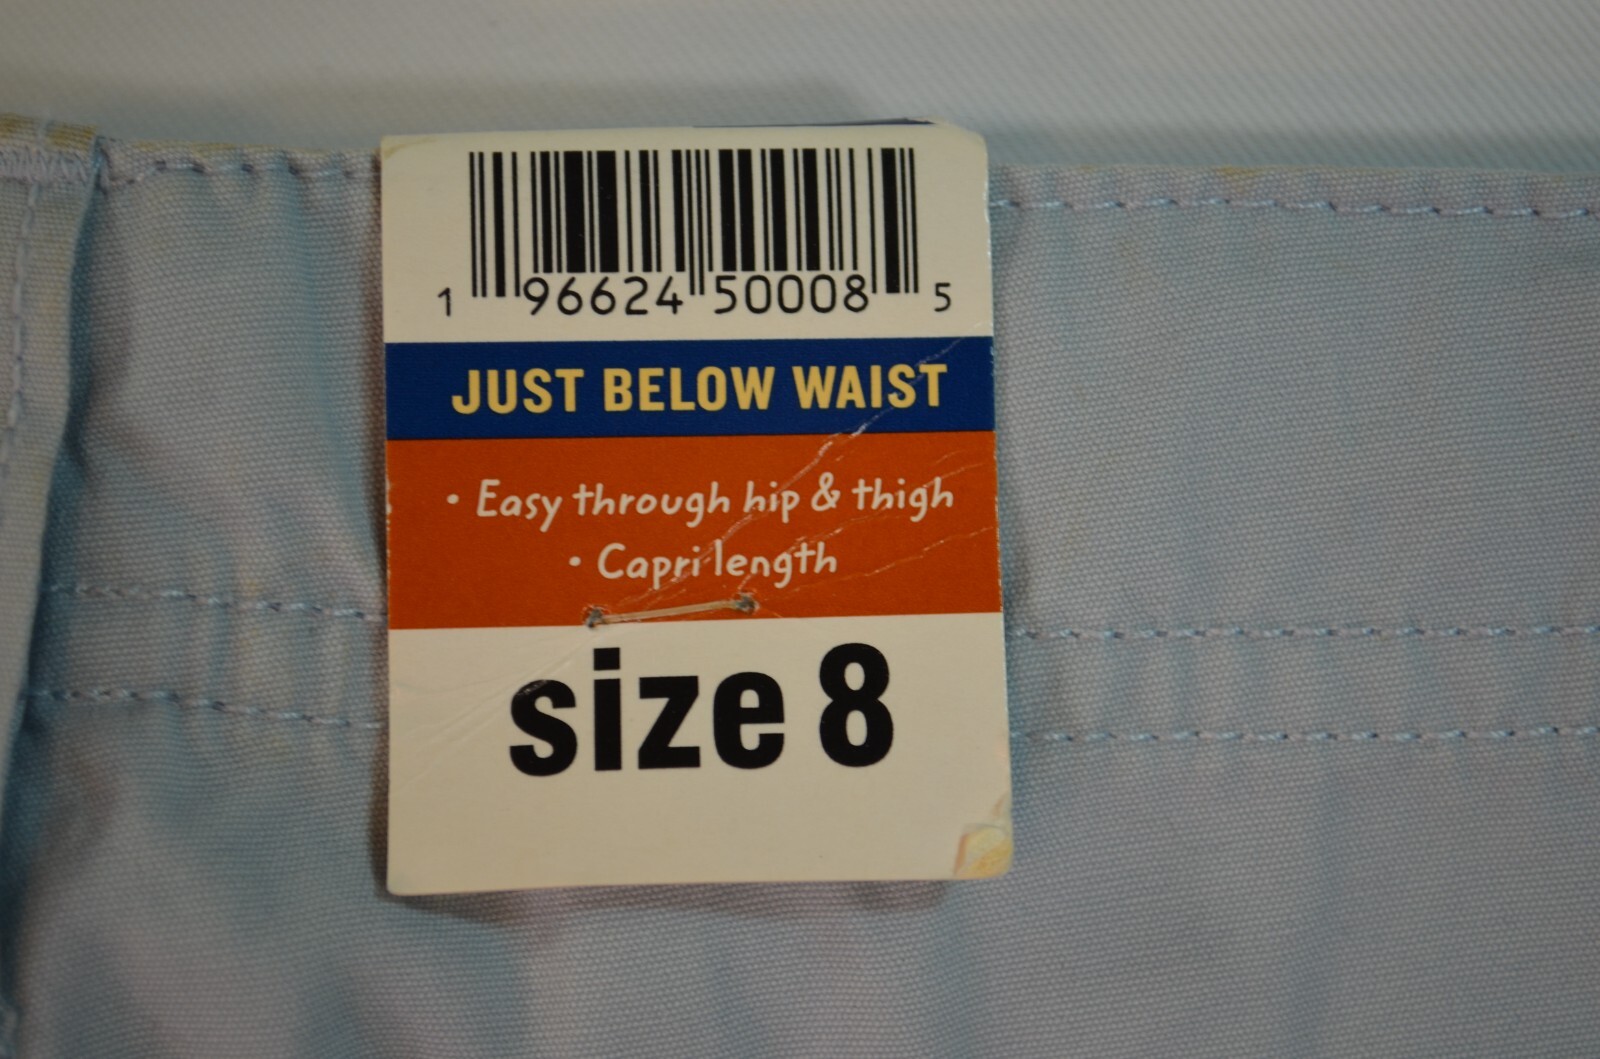 1 96624 50008 5
JUST BELOW WAIST
• Easy through hip & thigh
• Capri length
size 8